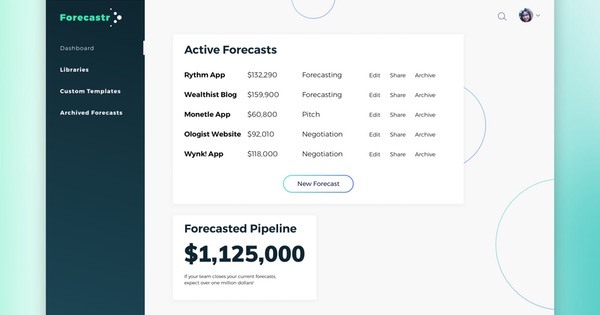 Forecastr
Dashboard
Libraries
Custom Templates
Archived Forecasts
Active Forecasts
Rythm App $132,290 Forecasting Edit Share Archive
Wealthist Blog $159,900 Forecasting Edit Share Archive
Monetle App $60,800 Pitch Edit Share Archive
Ologist Website $92,010 Negotiation Edit Share Archive
Wynk! App $118,000 Negotiation Edit Share Archive
New Forecast
Forecasted Pipeline
$1,125,000
If your team closes your current forecasts,
expect over one million dollars!